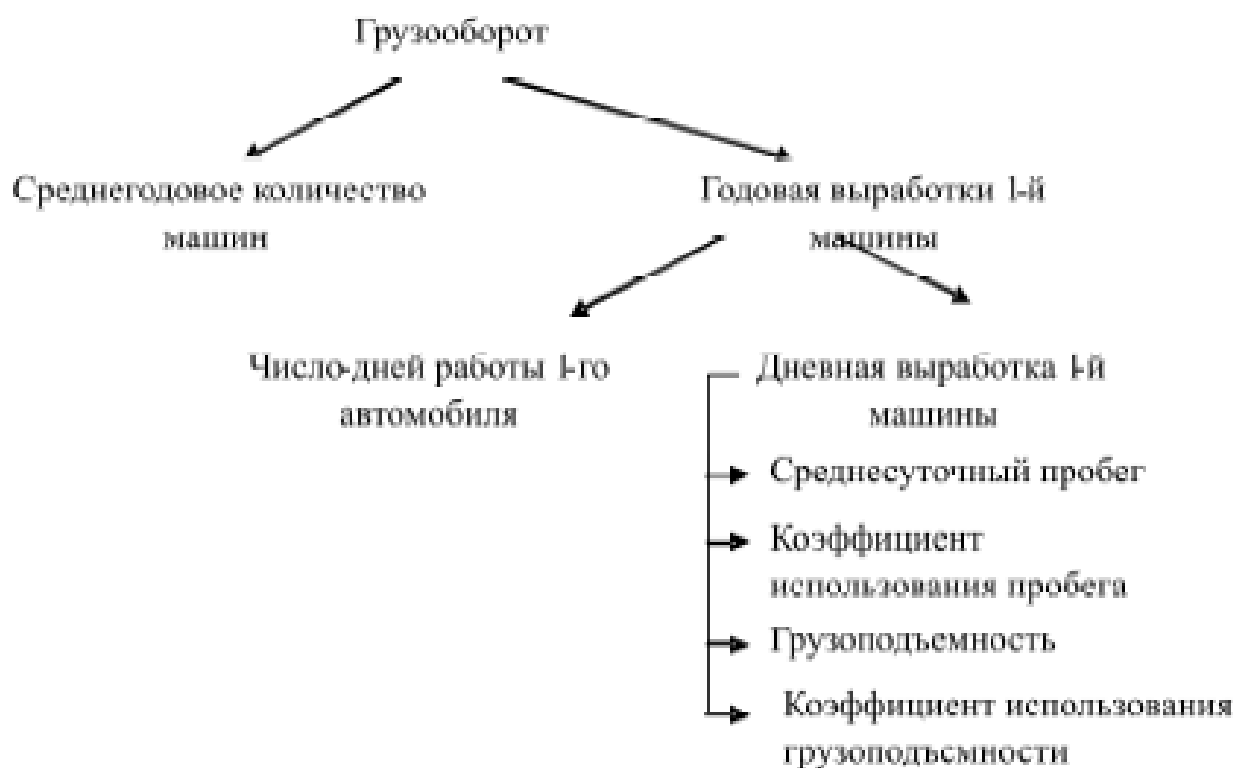 Грузооборот
Среднегодовое количество
машин
Годовая выработки 1-й
машины
Число-дней работы 1-го
автомобиля
Дневная выработка 1-й
машины
Среднесуточный пробег
Коэффициент
использования пробега
Грузоподъемность
Коэффициент использования
грузоподъемности